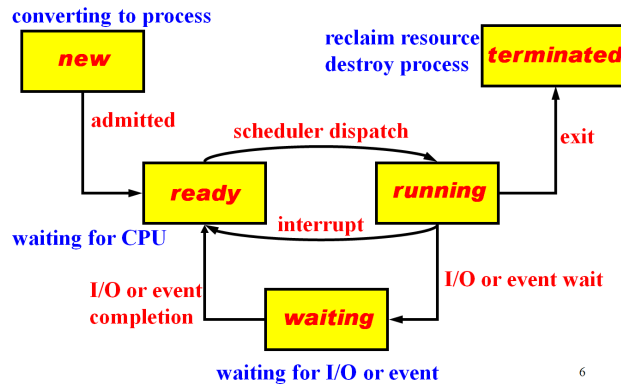 converting to process
new
reclaim resource
destroy process
terminated
admitted
scheduler dispatch
exit
ready
running
interrupt
waiting for CPU
I/O or event
completion
I/O or event wait
waiting
waiting for I/O or event
6